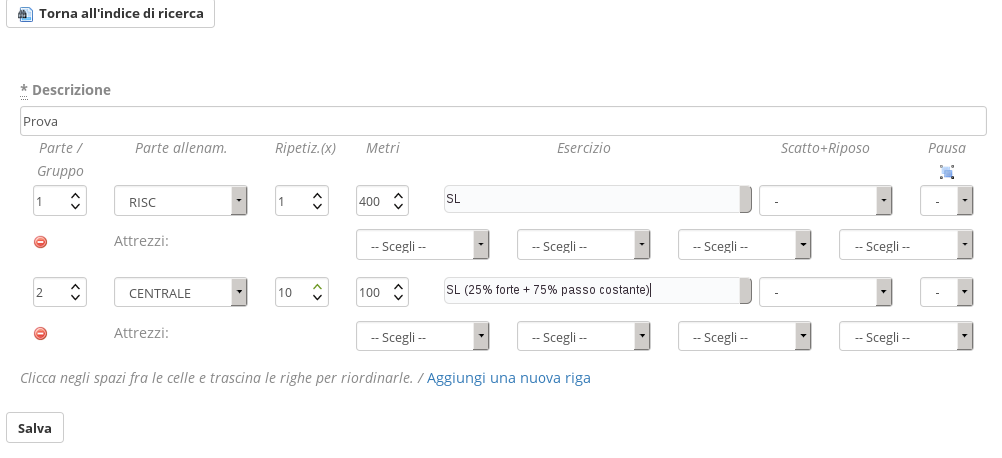 Torna all'indice di ricerca
* Descrizione
Prova
Parte / Gruppo Parte allenam. Ripetiz.(x) Metri Esercizio Scatto+Riposo Pausa
1 RISC 1 400 SL - -
Attrezzi: -- Scegli -- -- Scegli -- -- Scegli -- -- Scegli --
2 CENTRALE 10 100 SL (25% forte + 75% passo costante) - -
Attrezzi: -- Scegli -- -- Scegli -- -- Scegli -- -- Scegli --
Clicca negli spazi fra le celle e trascina le righe per riordinarle. / Aggiungi una nuova riga
Salva